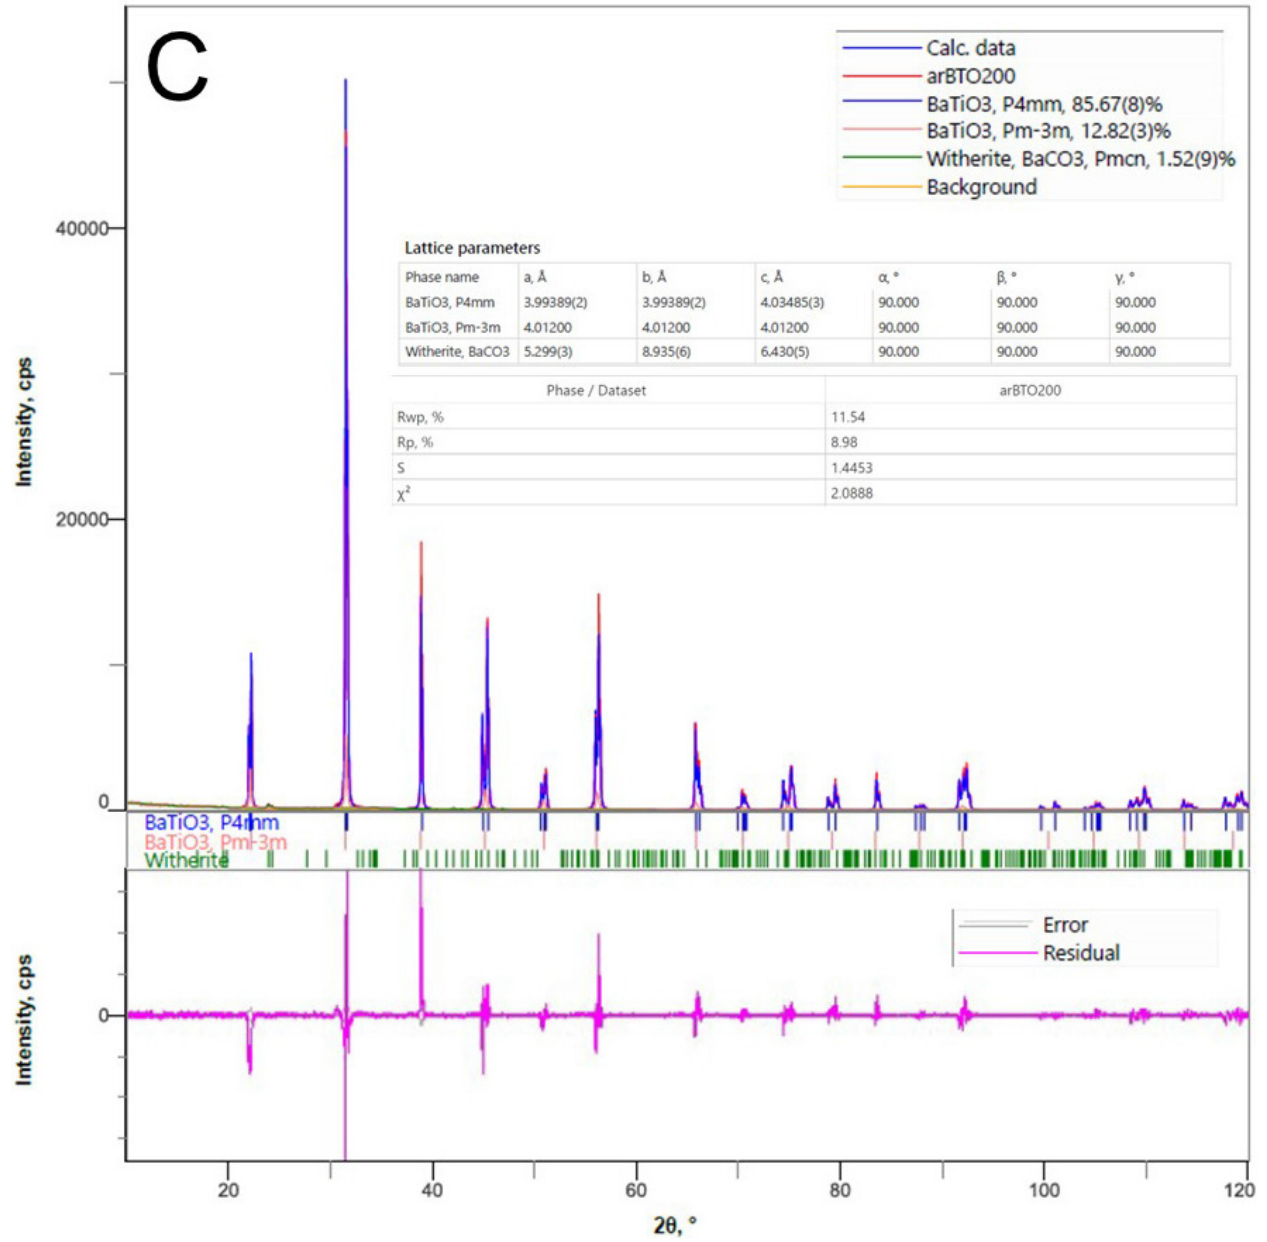 C
Calc. data
arBTO200
BaTiO3, P4mm, 85.67(8)%
BaTiO3, Pm-3m, 12.82(3)%
Witherite, BaCO3, Pmcn, 1.52(9)%
Background
Lattice parameters
Phase name a, Å b, Å c, Å α, ° β, ° γ, °
BaTiO3, P4mm 3.99389(2) 3.99389(2) 4.03485(3) 90.000 90.000 90.000
BaTiO3, Pm-3m 4.01200 4.01200 4.01200 90.000 90.000 90.000
Witherite, BaCO3 5.299(3) 8.935(6) 6.430(5) 90.000 90.000 90.000
Phase / Dataset arBTO200
Rwp, % 11.54
Rp, % 8.98
S 1.4453
χ² 2.0888
Intensity, cps
40000
20000
0
BaTiO3, P4mm
BaTiO3, Pm-3m
Witherite
Error
Residual
Intensity, cps
0
20 40 60 80 100 120
2θ, °